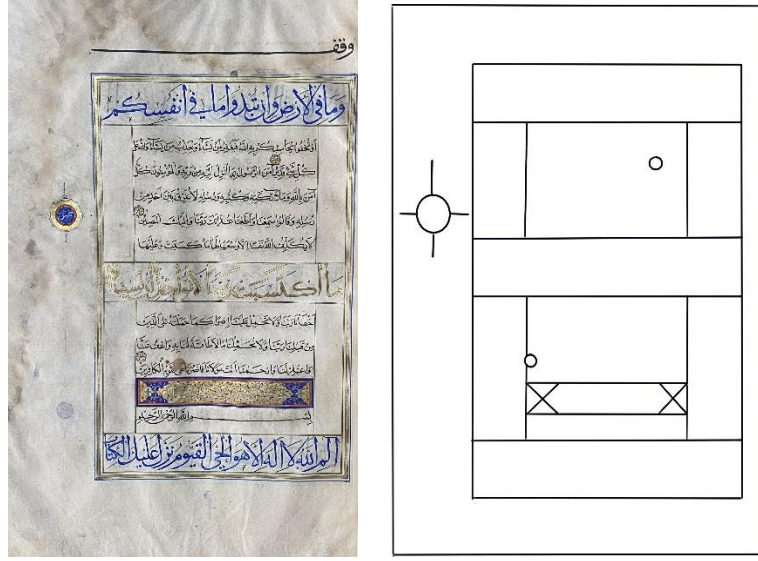 وقف
وما في الأرض وإن تبدوا ما في أنفسكم
أو تخفوه يحاسبكم به الله فيغفر لمن يشاء ويعذب من يشاء والله على
كل شيء قدير آمن الرسول بما أنزل إليه من ربه والمؤمنون كل
آمن بالله وملائكته وكتبه ورسله لا نفرق بين أحد من
رسله وقالوا سمعنا وأطعنا غفرانك ربنا وإليك المصير
لا يكلف الله نفسا إلا وسعها لها ما كسبت وعليها
ما اكتسبت ربنا لا تؤاخذنا إن نسينا أو
أخطأنا ربنا ولا تحمل علينا إصرا كما حملته على الذين
من قبلنا ربنا ولا تحملنا ما لا طاقة لنا به واعف عنا
واغفر لنا وارحمنا أنت مولانا فانصرنا على القوم الكافرين
بسم الله الرحمن الرحيم
الم الله لا إله إلا هو الحي القيوم نزل عليك الكتاب